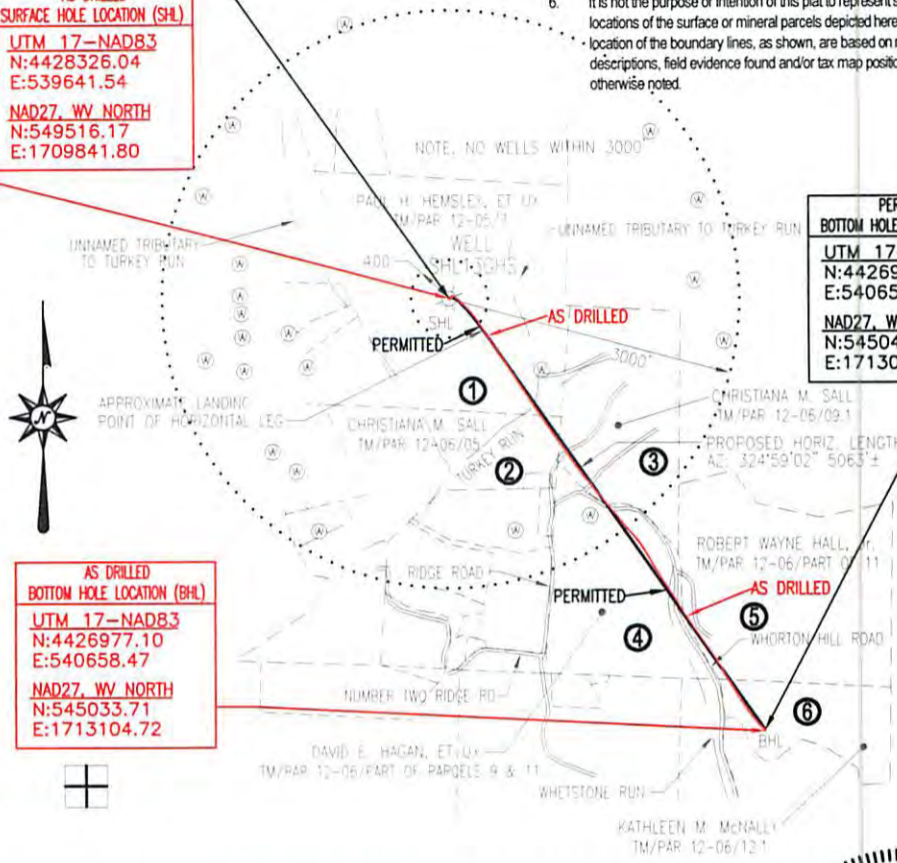 AS DRILLED
SURFACE HOLE LOCATION (SHL)
UTM 17-NAD83
N:4428326.04
E:539641.54
NAD27, WV NORTH
N:549516.17
E:1709841.80
6. It is not the purpose or intention of this plat to represent
locations of the surface or mineral parcels depicted
location of the boundary lines, as shown, are based on
descriptions, field evidence found and/or tax map
otherwise noted.
NOTE, NO WELLS WITHIN 3000'
PAUL H. HEMSLEY, ET UX
TM/PAR 12-05/
UNNAMED TRIBUTARY
TO TURKEY RUN
WELL
SHL13GHS
UNNAMED TRIBUTARY TO TURKEY RUN
400'
SHL
PERMITTED
AS DRILLED
3000'
BOTTOM HOLE
UTM 17
N:44269
E:54065
NAD27, W
N:54504
E:17130
①
APPROXIMATE LANDING
POINT OF HORIZONTAL LEG
CHRISTIANA M. SALL
TM/PAR 12-06/05
CHRISTIANA M. SALL
TM/PAR 12-06/09.1
TURKEY RUN
②
③
PROPOSED HORIZ. LENGTH
AZ. 324°59'02" 5063'±
N
ROBERT WAYNE HALL, Jr.
TM/PAR 12-06/PART OF 11
RIDGE ROAD
PERMITTED
AS DRILLED
④
⑤
WHORTON HILL ROAD
AS DRILLED
BOTTOM HOLE LOCATION (BHL)
UTM 17-NAD83
N:4426977.10
E:540658.47
NAD27, WV NORTH
N:545033.71
E:1713104.72
NUMBER TWO RIDGE RD
⑥
BHL
DAVID E. HAGAN, ET UX
TM/PAR 12-06/PART OF PARCELS 9 & 11
WHETSTONE RUN
KATHLEEN M. McNALLY
TM/PAR 12-06/12.1